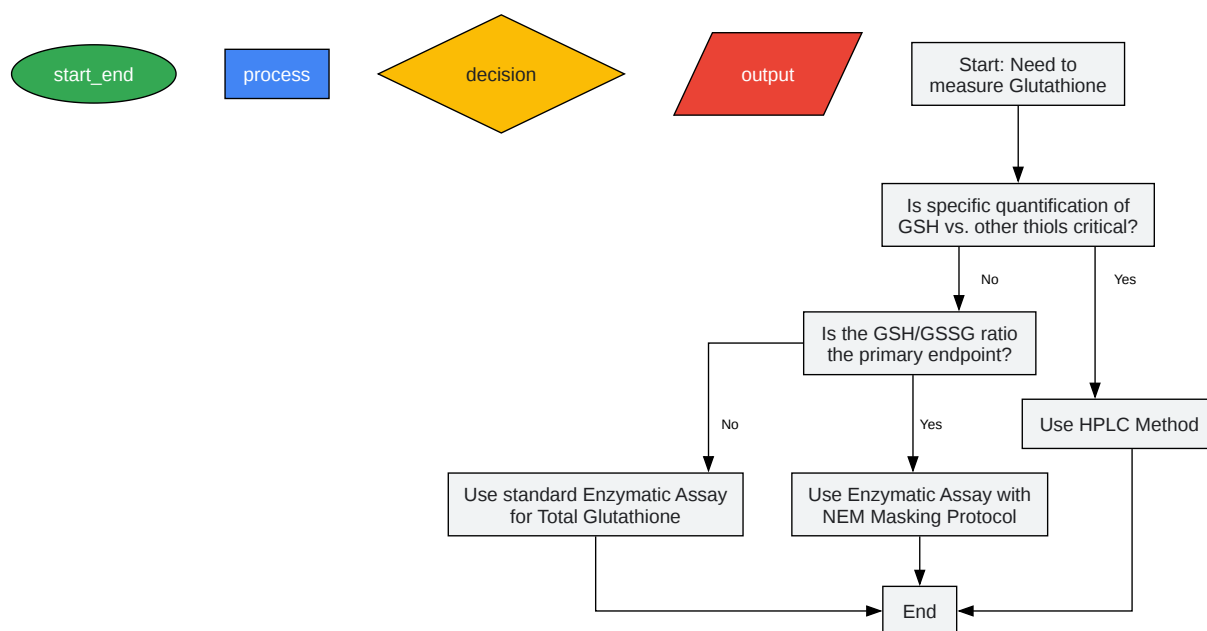 start_end
process
decision
output
Start: Need to
measure Glutathione
Is specific quantification of
GSH vs. other thiols critical?
No
Yes
Is the GSH/GSSG ratio
the primary endpoint?
No
Yes
Use HPLC Method
Use standard Enzymatic Assay
for Total Glutathione
Use Enzymatic Assay with
NEM Masking Protocol
End